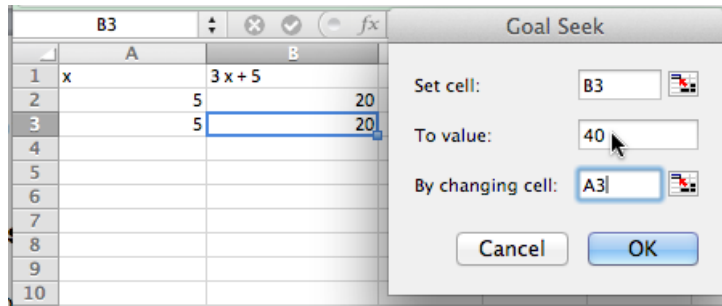 B3 fx
A B
1 x 3 x + 5
2 5 20
3 5 20
4
5
6
7
8
9
10
Goal Seek
Set cell: B3
To value: 40
By changing cell: A3
Cancel OK